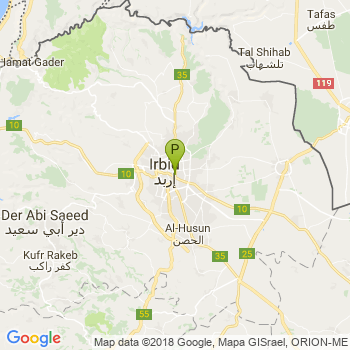 Tafas
طفس
Tal Shihab
تلشهاب
Hamat Gader
35
119
10
P
Irbid
إربد
10
10
Der Abi Saeed
دير أبي سعيد
Al-Husun
الحصن
Kufr Rakeb
كفر راكب
35
25
55
Google
Map data ©2018 Google, Mapa GISrael, ORION-ME